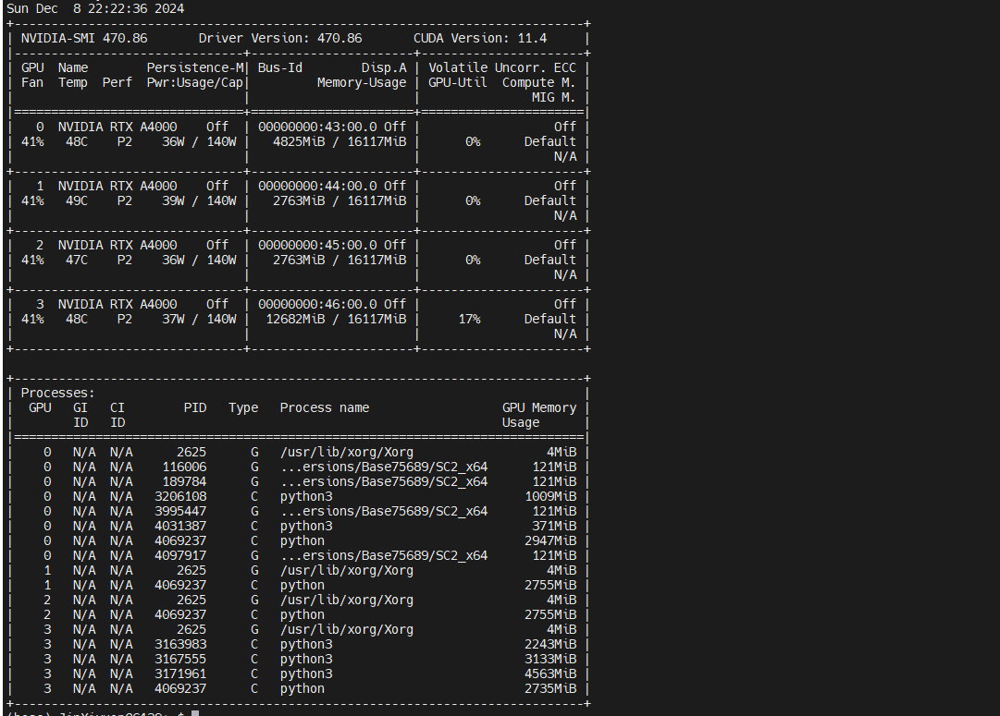 Sun Dec  8 22:22:36 2024
+-----------------------------------------------------------------------------+
| NVIDIA-SMI 470.86       Driver Version: 470.86       CUDA Version: 11.4     |
|-------------------------------+----------------------+----------------------+
| GPU  Name        Persistence-M| Bus-Id        Disp.A | Volatile Uncorr. ECC |
| Fan  Temp  Perf  Pwr:Usage/Cap|         Memory-Usage | GPU-Util  Compute M. |
|                               |                      |               MIG M. |
|===============================+======================+======================|
|   0  NVIDIA RTX A4000    Off  | 00000000:43:00.0 Off |                  Off |
| 41%   48C    P2    36W / 140W |   4825MiB / 16117MiB |      0%      Default |
|                               |                      |                  N/A |
+-------------------------------+----------------------+----------------------+
|   1  NVIDIA RTX A4000    Off  | 00000000:44:00.0 Off |                  Off |
| 41%   49C    P2    39W / 140W |   2763MiB / 16117MiB |      0%      Default |
|                               |                      |                  N/A |
+-------------------------------+----------------------+----------------------+
|   2  NVIDIA RTX A4000    Off  | 00000000:45:00.0 Off |                  Off |
| 41%   47C    P2    36W / 140W |   2763MiB / 16117MiB |      0%      Default |
|                               |                      |                  N/A |
+-------------------------------+----------------------+----------------------+
|   3  NVIDIA RTX A4000    Off  | 00000000:46:00.0 Off |                  Off |
| 41%   48C    P2    37W / 140W |  12682MiB / 16117MiB |     17%      Default |
|                               |                      |                  N/A |
+-------------------------------+----------------------+----------------------+

+-----------------------------------------------------------------------------+
| Processes:                                                                  |
|  GPU   GI   CI        PID   Type   Process name                  GPU Memory |
|        ID   ID                                                   Usage      |
|=============================================================================|
|    0   N/A  N/A      2625      G   /usr/lib/xorg/Xorg                  4MiB |
|    0   N/A  N/A    116006      G   ...ersions/Base75689/SC2_x64      121MiB |
|    0   N/A  N/A    189784      G   ...ersions/Base75689/SC2_x64      121MiB |
|    0   N/A  N/A   3206108      C   python3                          1009MiB |
|    0   N/A  N/A   3995447      G   ...ersions/Base75689/SC2_x64      121MiB |
|    0   N/A  N/A   4031387      C   python3                           371MiB |
|    0   N/A  N/A   4069237      C   python                           2947MiB |
|    0   N/A  N/A   4097917      G   ...ersions/Base75689/SC2_x64      121MiB |
|    1   N/A  N/A      2625      G   /usr/lib/xorg/Xorg                  4MiB |
|    1   N/A  N/A   4069237      C   python                           2755MiB |
|    2   N/A  N/A      2625      G   /usr/lib/xorg/Xorg                  4MiB |
|    2   N/A  N/A   4069237      C   python                           2755MiB |
|    3   N/A  N/A      2625      G   /usr/lib/xorg/Xorg                  4MiB |
|    3   N/A  N/A   3163983      C   python3                          2243MiB |
|    3   N/A  N/A   3167555      C   python3                          3133MiB |
|    3   N/A  N/A   3171961      C   python3                          4563MiB |
|    3   N/A  N/A   4069237      C   python                           2735MiB |
+-----------------------------------------------------------------------------+
(base)